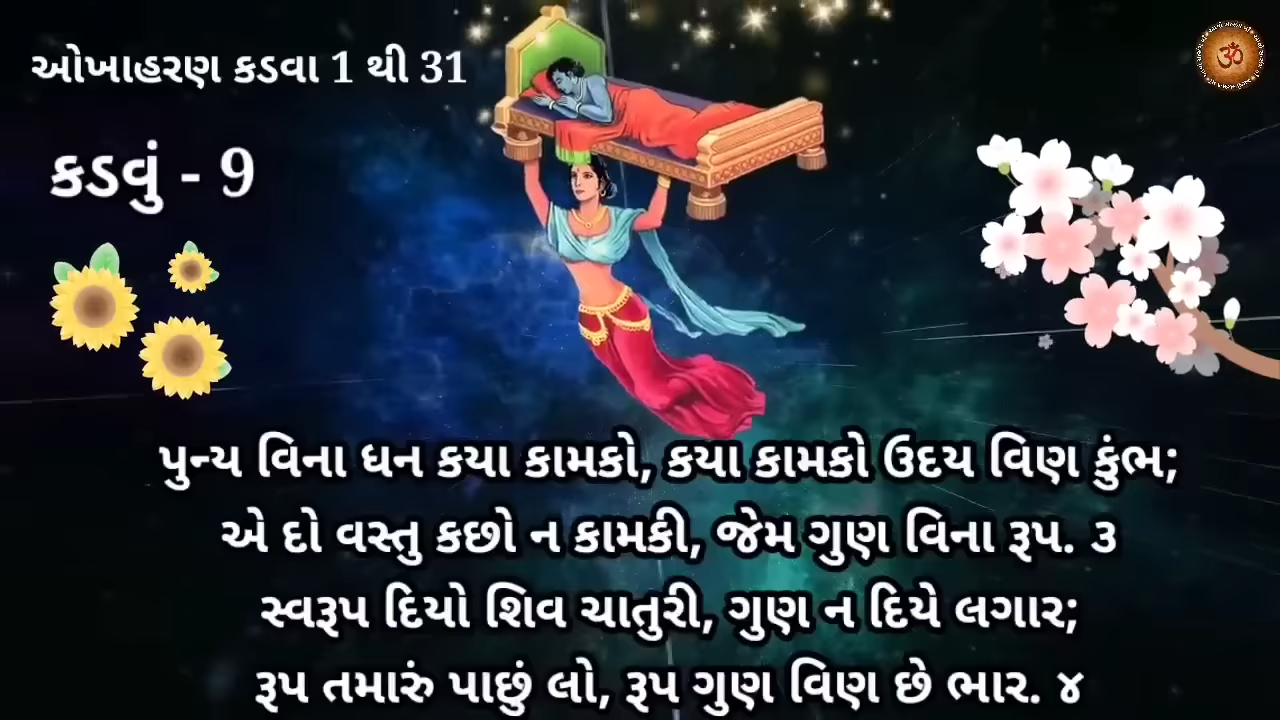 ઓખાહરણ કડવા 1 થી 31
કડવું - 9
પુન્ય વિના ધન કયા કામકો, કયા કામકો ઉદય વિણ કુંભ;
એ દો વસ્તુ કછો ન કામકી, જેમ ગુણ વિના રૂપ. ૩
સ્વરૂપ દિયો શિવ ચાતુરી, ગુણ ન દિયે લગાર;
રૂપ તમારું પાછું લો, રૂપ ગુણ વિણ છે ભાર. ૪
ૐ